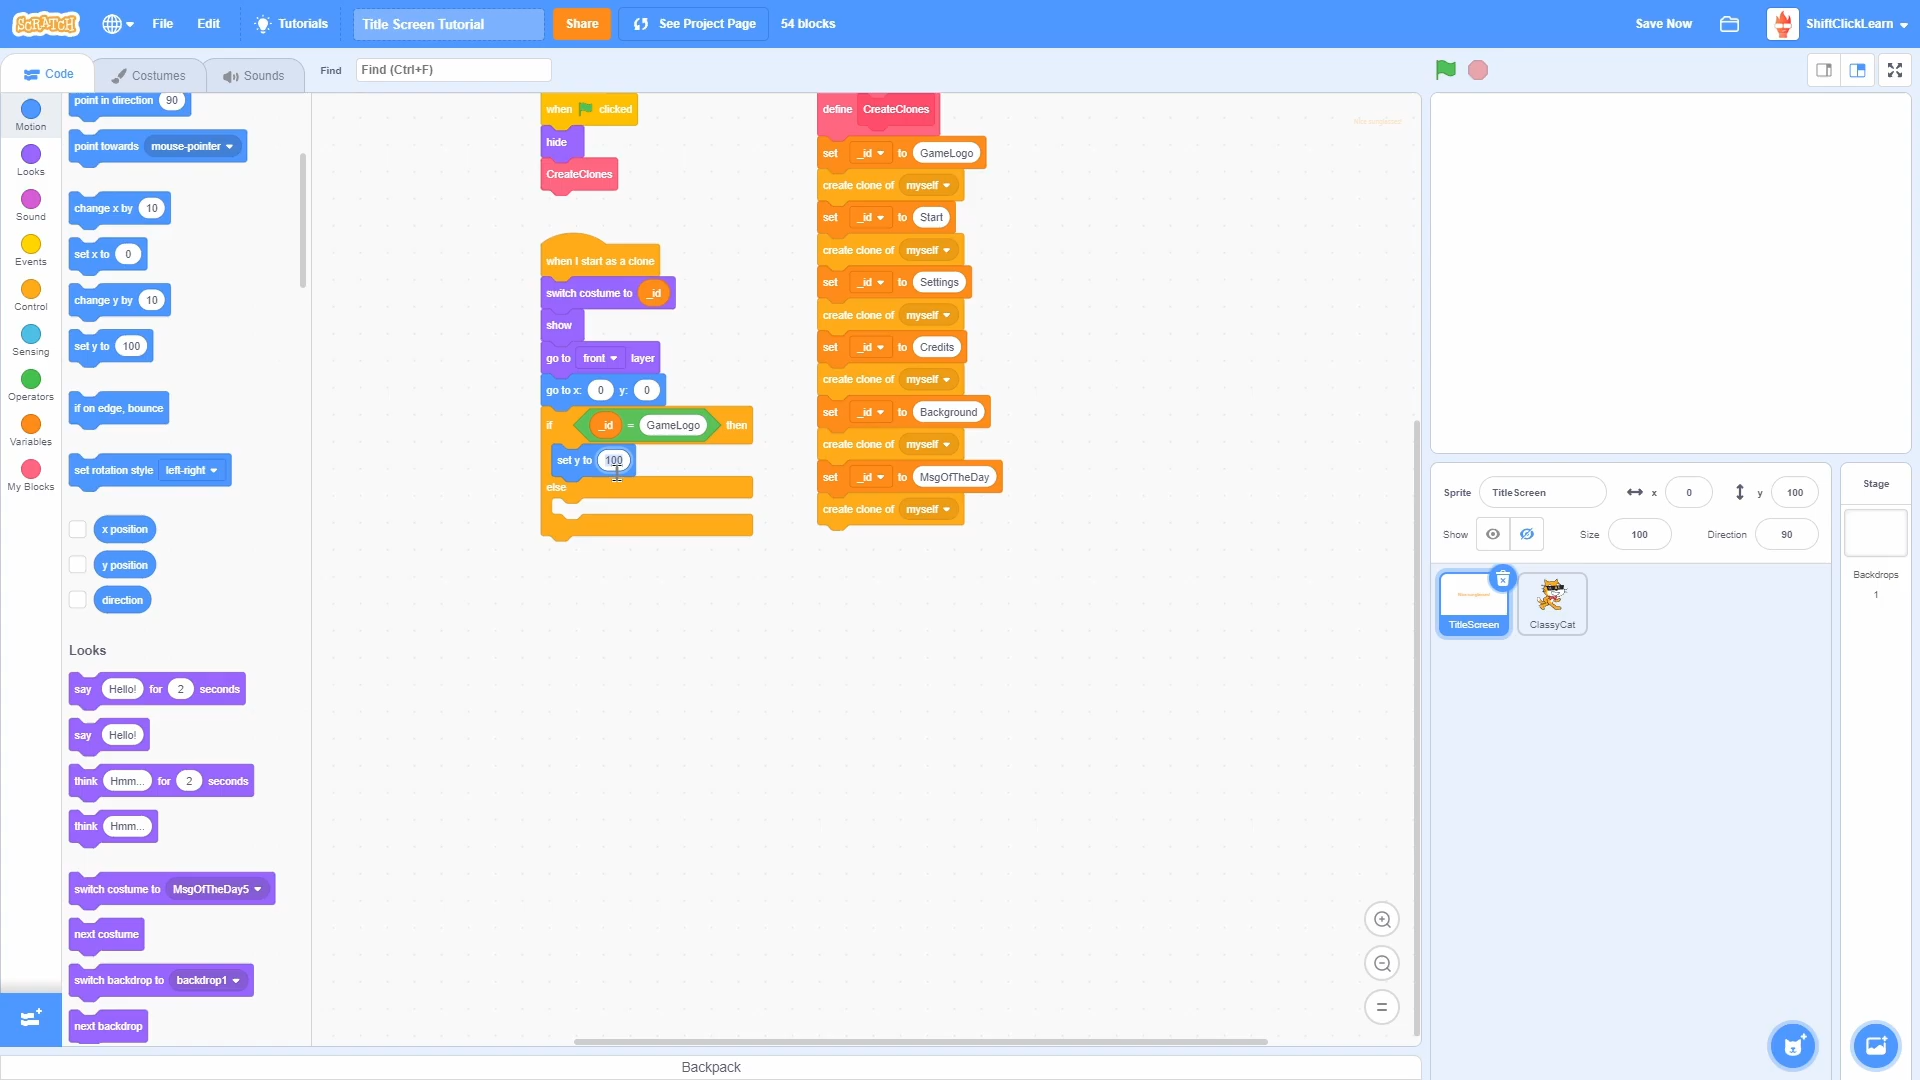 SCRATCH File Edit Tutorials Title Screen Tutorial Share See Project Page 54 blocks Save Now ShiftClickLearn
Code Costumes Sounds Find Find (Ctrl+F)
Motion
Looks
Sound
Events
Control
Sensing
Operators
Variables
My Blocks
point in direction 90
point towards mouse-pointer
change x by 10
set x to 0
change y by 10
set y to 100
if on edge, bounce
set rotation style left-right
x position
y position
direction
Looks
say Hello! for 2 seconds
say Hello!
think Hmm... for 2 seconds
think Hmm...
switch costume to MsgOfTheDay5
next costume
switch backdrop to backdrop1
next backdrop
when clicked
hide
CreateClones
when I start as a clone
switch costume to _id
show
go to front layer
go to x: 0 y: 0
if _id = GameLogo then
set y to 100
else
define CreateClones
set _id to GameLogo
create clone of myself
set _id to Start
create clone of myself
set _id to Settings
create clone of myself
set _id to Credits
create clone of myself
set _id to Background
create clone of myself
set _id to MsgOfTheDay
create clone of myself
Sprite TitleScreen x 0 y 100
Show Size 100 Direction 90
TitleScreen
ClassyCat
Stage
Backdrops
1
Backpack